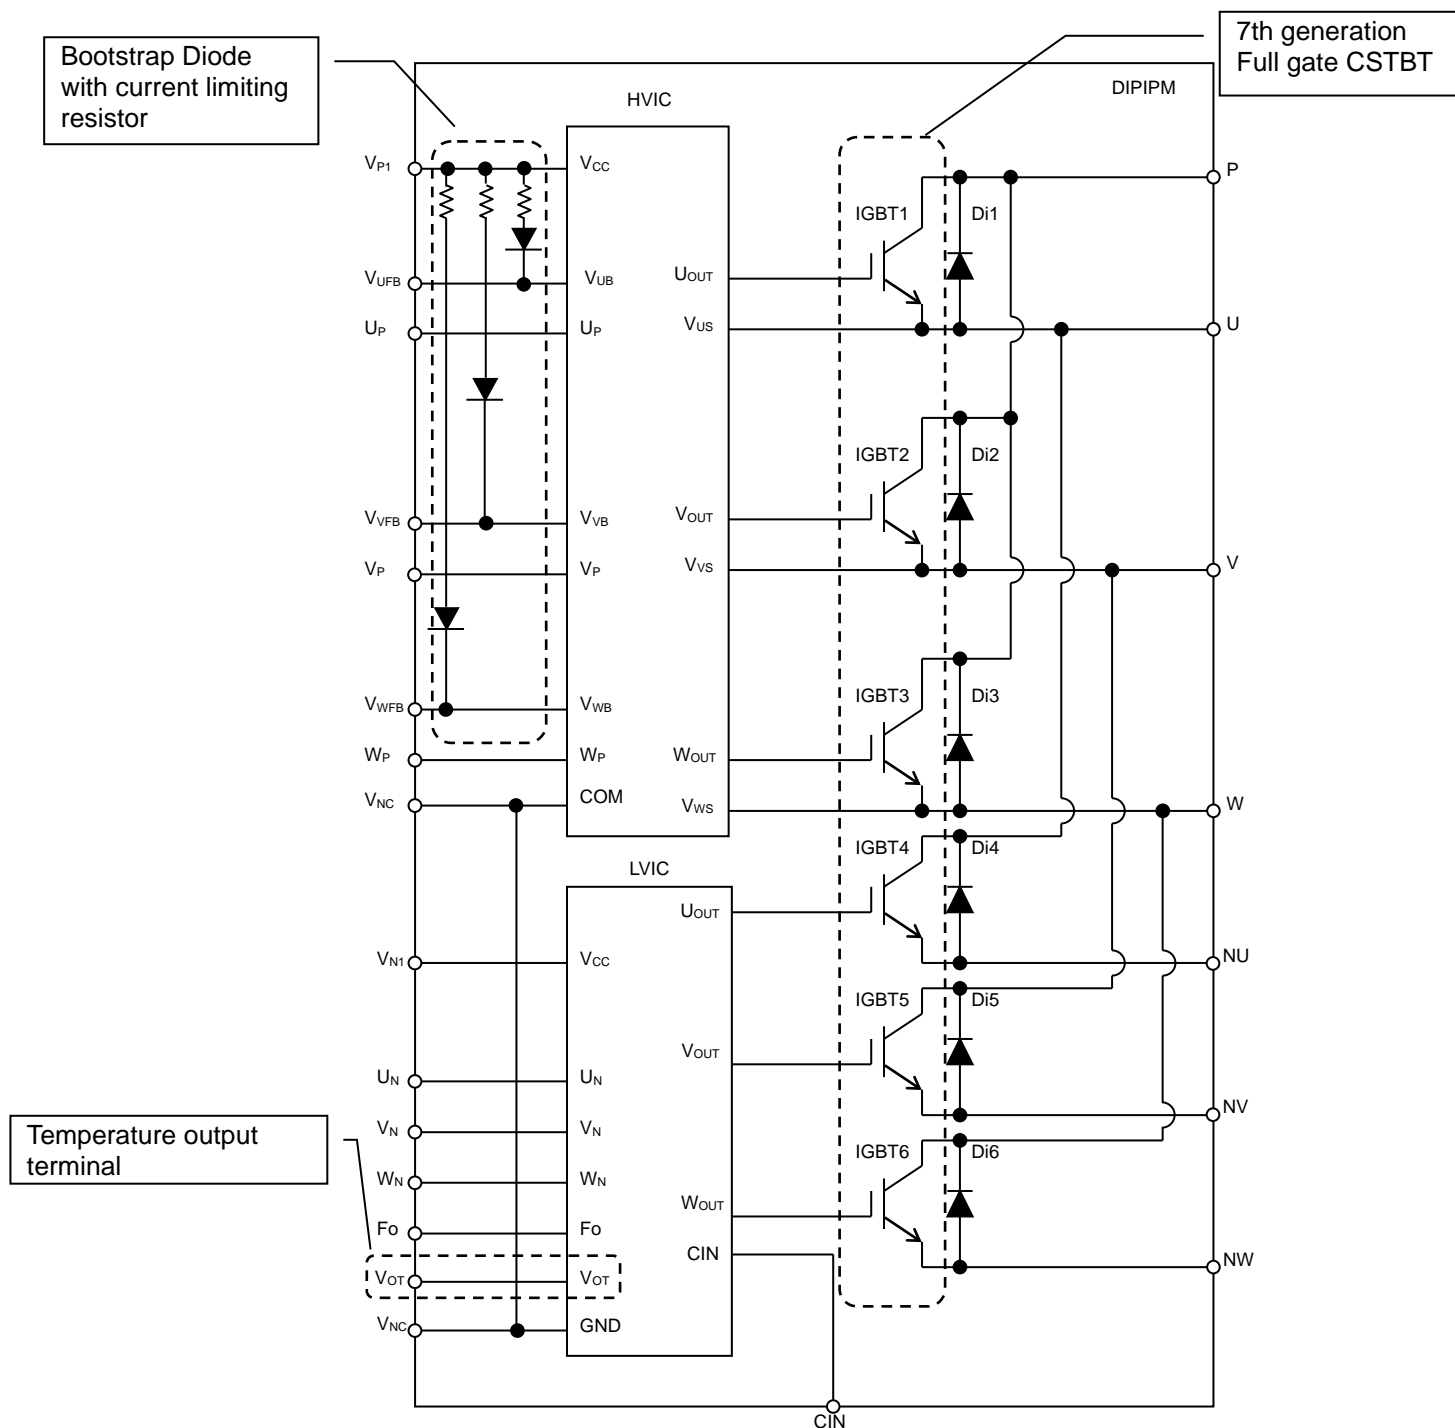 7th generation
Full gate CSTBT
Bootstrap Diode
with current limiting
resistor
DIPIPM
HVIC
VP1
VCC
P
IGBT1
Di1
VUFB
VUB
UOUT
UP
UP
VUS
U
IGBT2
Di2
VVFB
VVB
VOUT
VP
VP
VVS
V
IGBT3
Di3
VWFB
VWB
WP
WP
WOUT
VNC
COM
VWS
W
IGBT4
Di4
LVIC
UOUT
VN1
VCC
NU
IGBT5
Di5
VOUT
UN
UN
NV
VN
VN
Temperature output
terminal
IGBT6
Di6
WN
WN
WOUT
Fo
Fo
CIN
NW
VOT
VOT
VNC
GND
CIN